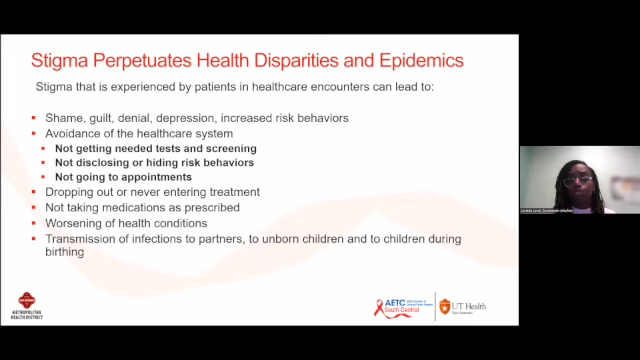 Stigma Perpetuates Health Disparities and Epidemics
Stigma that is experienced by patients in healthcare encounters can lead to:
Shame, guilt, denial, depression, increased risk behaviors
Avoidance of the healthcare system
Not getting needed tests and screening
Not disclosing or hiding risk behaviors
Not going to appointments
Dropping out or never entering treatment
Not taking medications as prescribed
Worsening of health conditions
Transmission of infections to partners, to unborn children and to children during
birthing
METROPOLITAN
HEALTH DISTRICT
AETC
South Central
UT Health
San Antonio